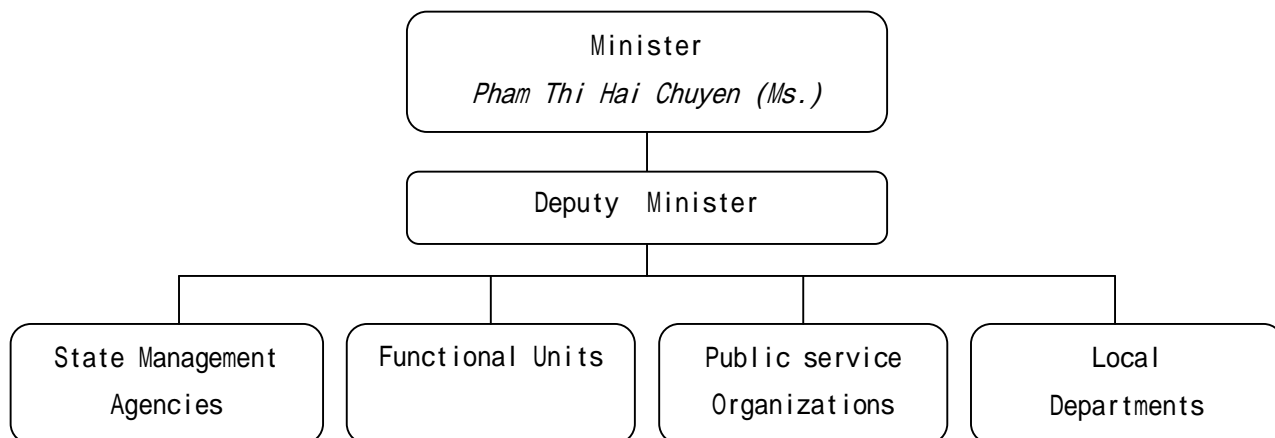 Minister
Pham Thi Hai Chuyen (Ms.)
Deputy Minister
State Management
Agencies
Functional Units
Public service
Organizations
Local
Departments